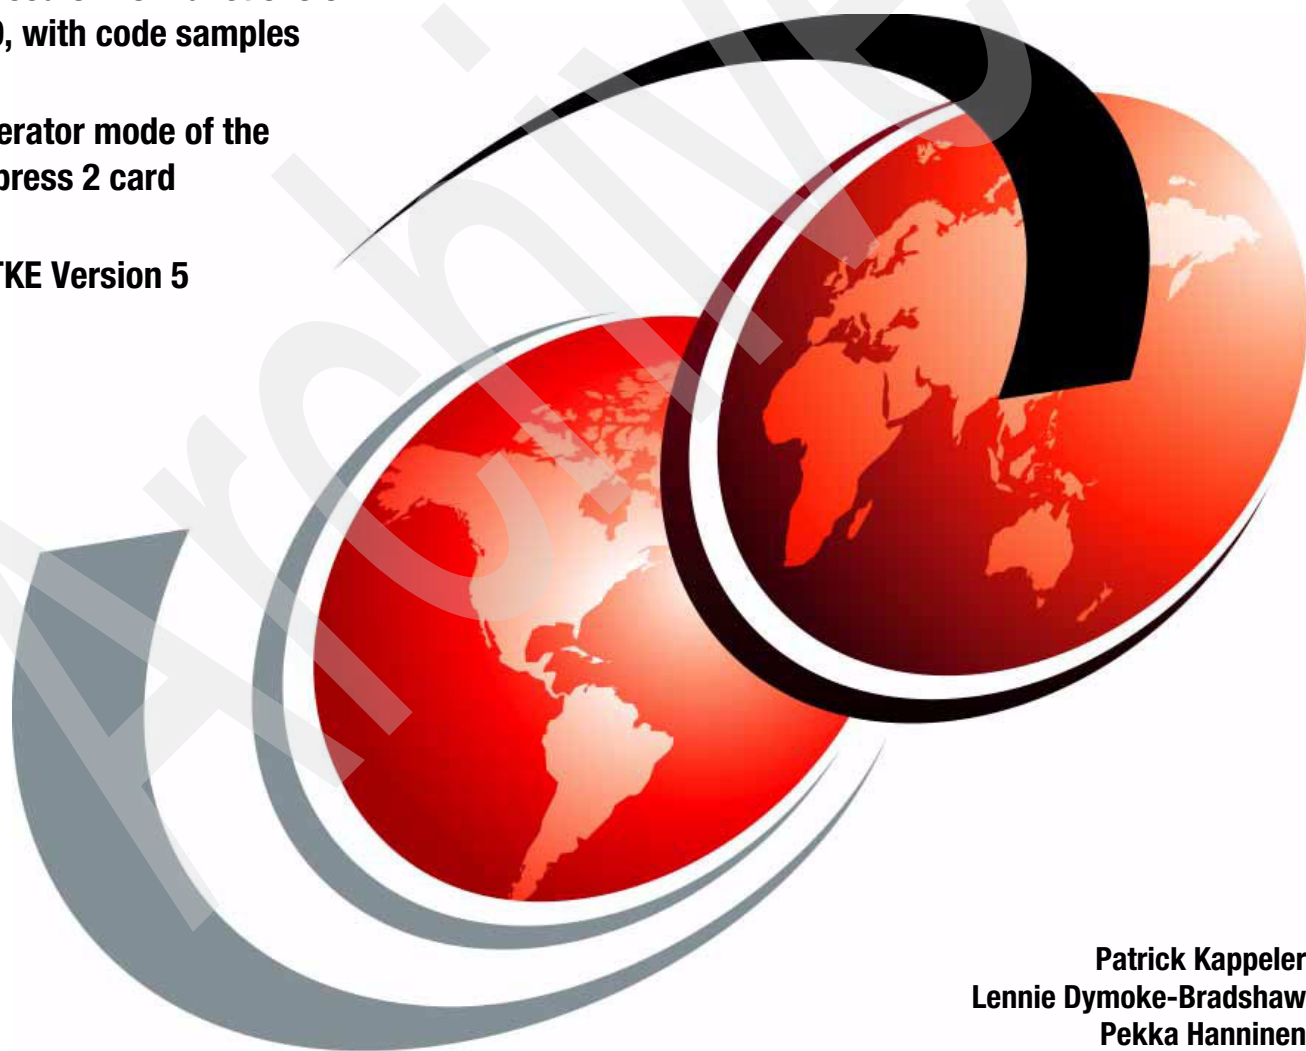 , with code samples
erator mode of the
press 2 card
TKE Version 5
Patrick Kappeler
Lennie Dymoke-Bradshaw
Pekka Hanninen